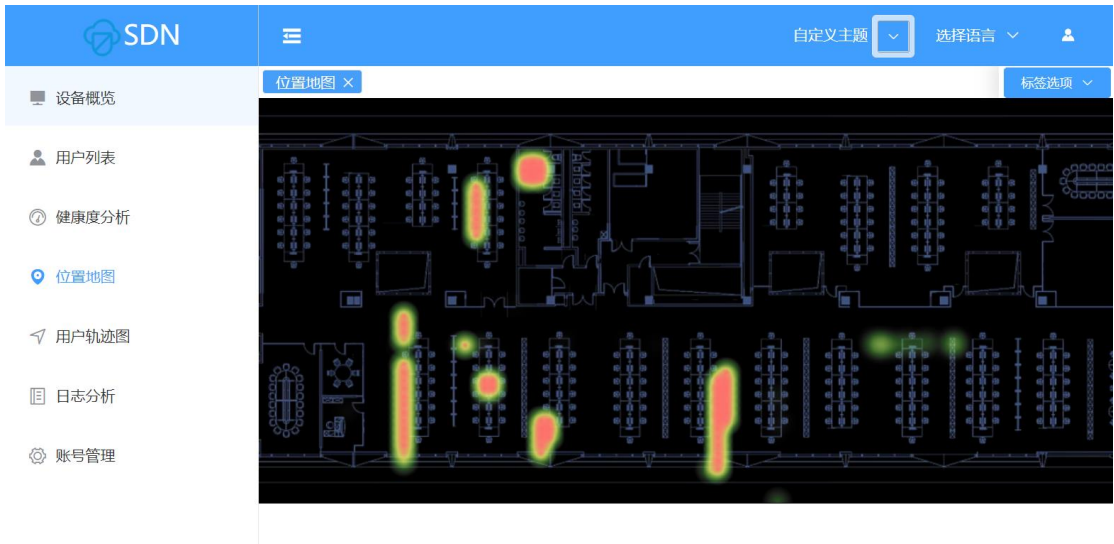 SDN
自定义主题
选择语言
位置地图
标签选项
设备概览
用户列表
健康度分析
位置地图
用户轨迹图
日志分析
账号管理